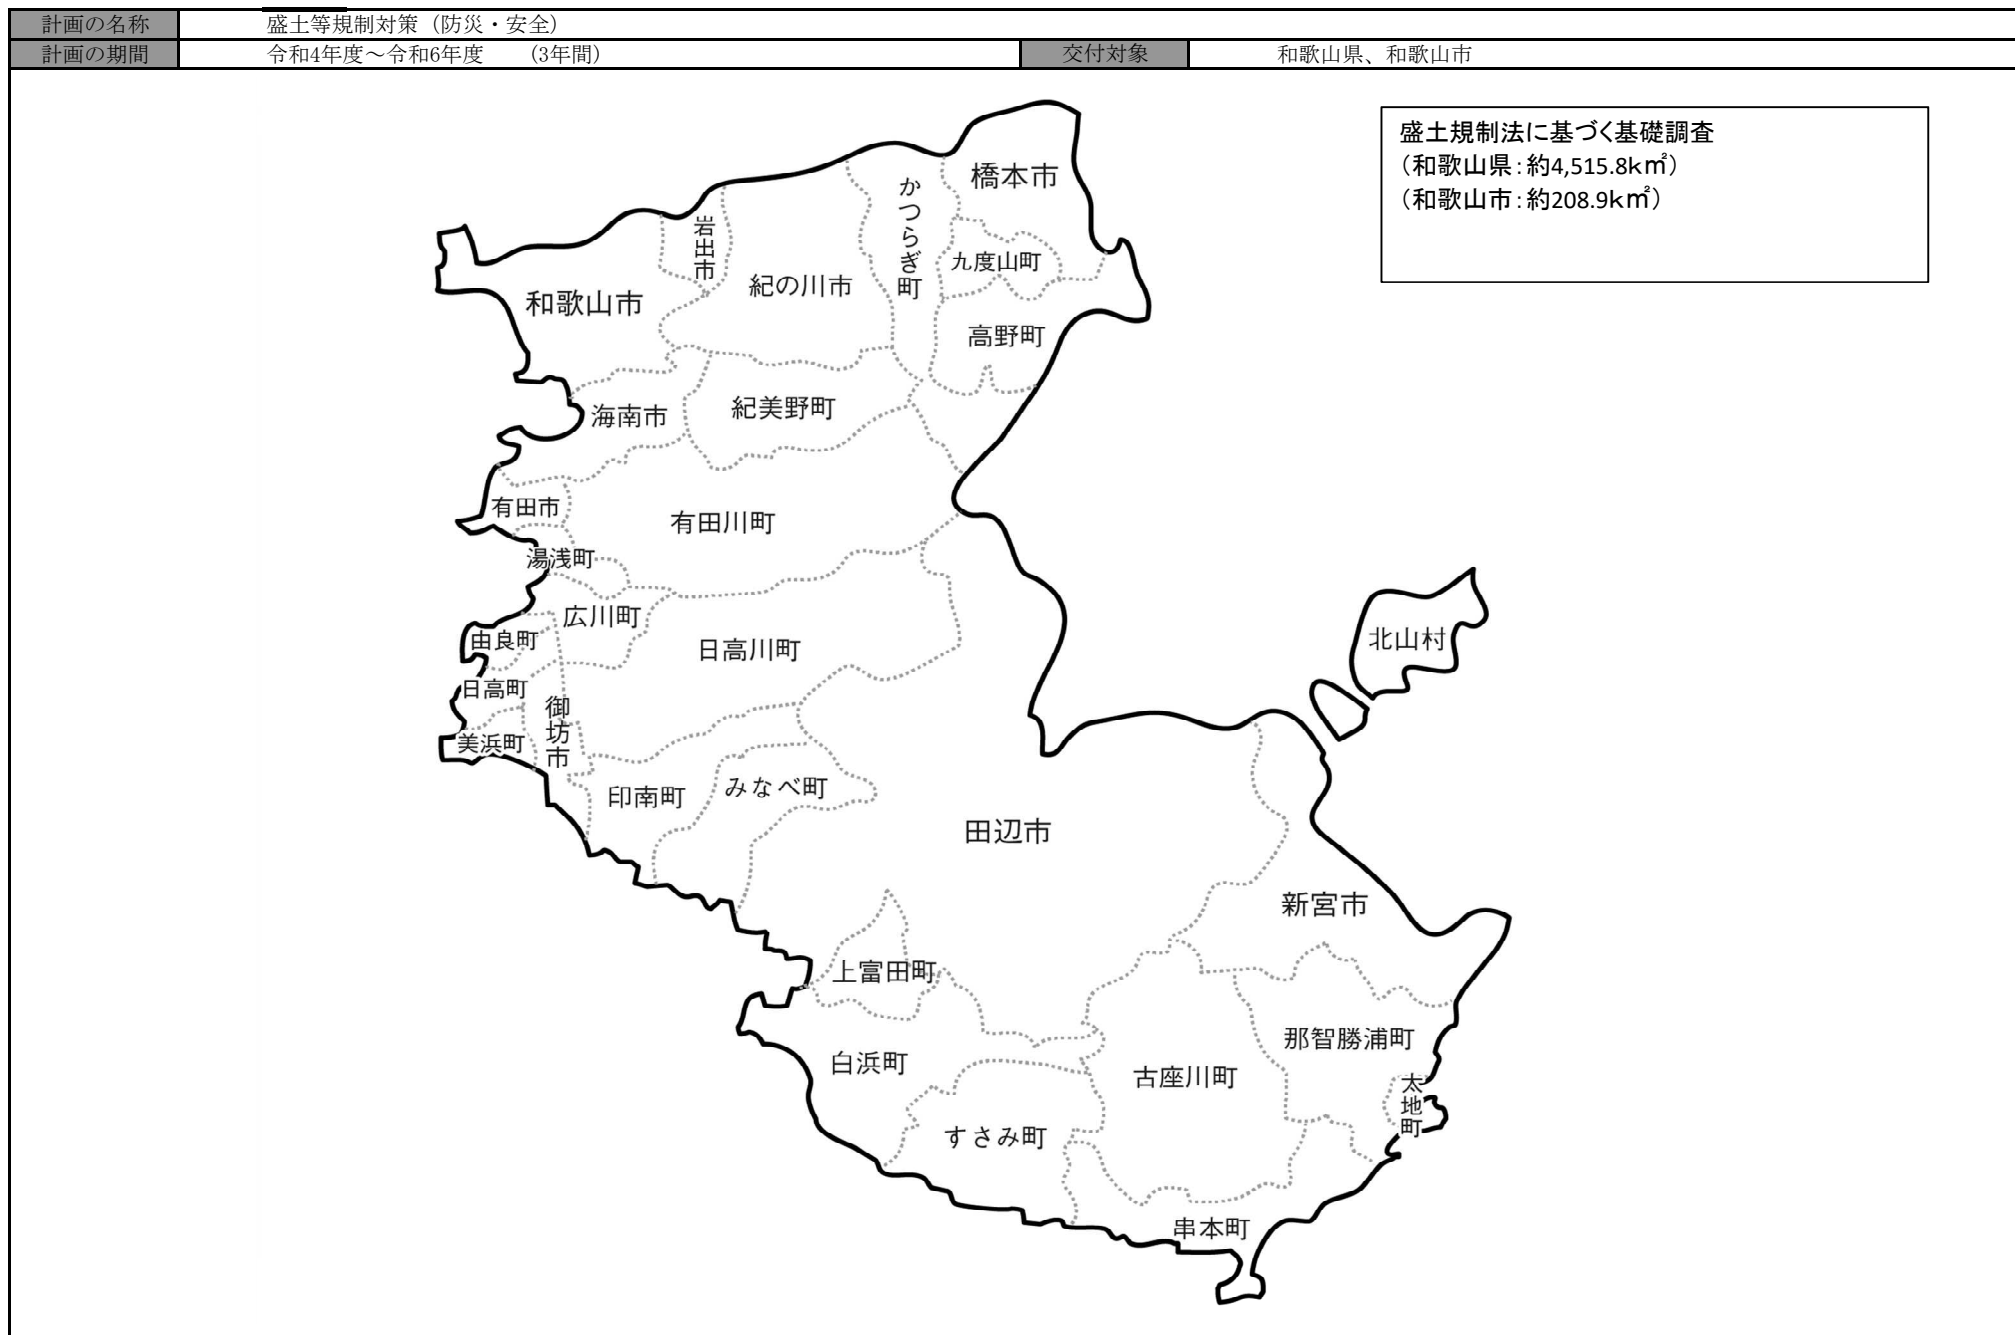 計画の名称 盛土等規制対策（防災・安全）
計画の期間 令和4年度～令和6年度 (3年間) 交付対象 和歌山県、和歌山市
盛土規制法に基づく基礎調査
（和歌山県：約4,515.8k㎡）
（和歌山市：約208.9k㎡）
橋本市
かつらぎ町
岩出市
九度山町
紀の川市
和歌山市
高野町
紀美野町
海南市
有田市
有田川町
湯浅町
広川町
由良町
北山村
日高川町
日高町
御坊市
美浜町
みなべ町
印南町
田辺市
新宮市
上富田町
那智勝浦町
白浜町
古座川町
太地町
すさみ町
串本町